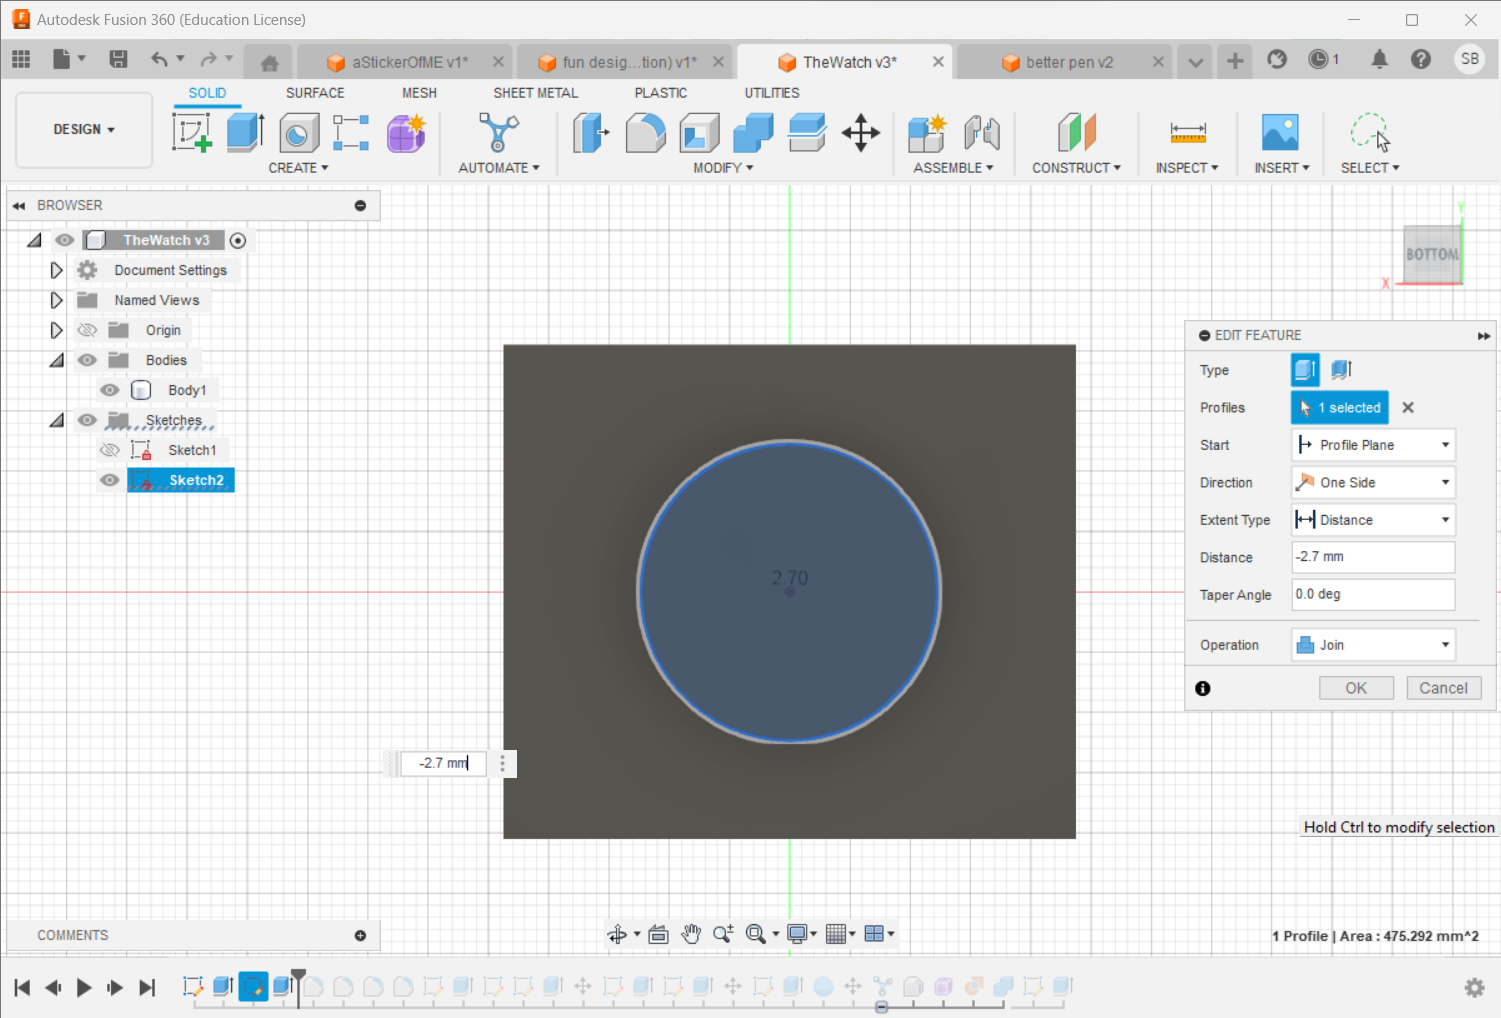 Autodesk Fusion 360 (Education License)
aStickerOfME v1*
fun desig...tion) v1*
TheWatch v3*
better pen v2
1
SB
DESIGN
SOLID
SURFACE
MESH
SHEET METAL
PLASTIC
UTILITIES
CREATE
AUTOMATE
MODIFY
ASSEMBLE
CONSTRUCT
INSPECT
INSERT
SELECT
BROWSER
TheWatch v3
Document Settings
Named Views
Origin
Bodies
Body1
Sketches
Sketch1
Sketch2
Y
BOTTOM
X
2.70
-2.7 mm
EDIT FEATURE
Type
Profiles 1 selected
Start Profile Plane
Direction One Side
Extent Type Distance
Distance -2.7 mm
Taper Angle 0.0 deg
Operation Join
OK Cancel
Hold Ctrl to modify selection
COMMENTS
1 Profile | Area : 475.292 mm^2